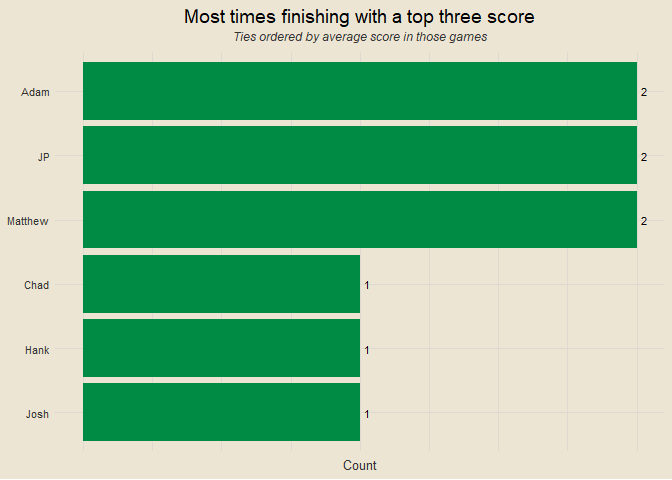 Most times finishing with a top three score
Ties ordered by average score in those games
Adam 2
JP 2
Matthew 2
Chad 1
Hank 1
Josh 1
Count